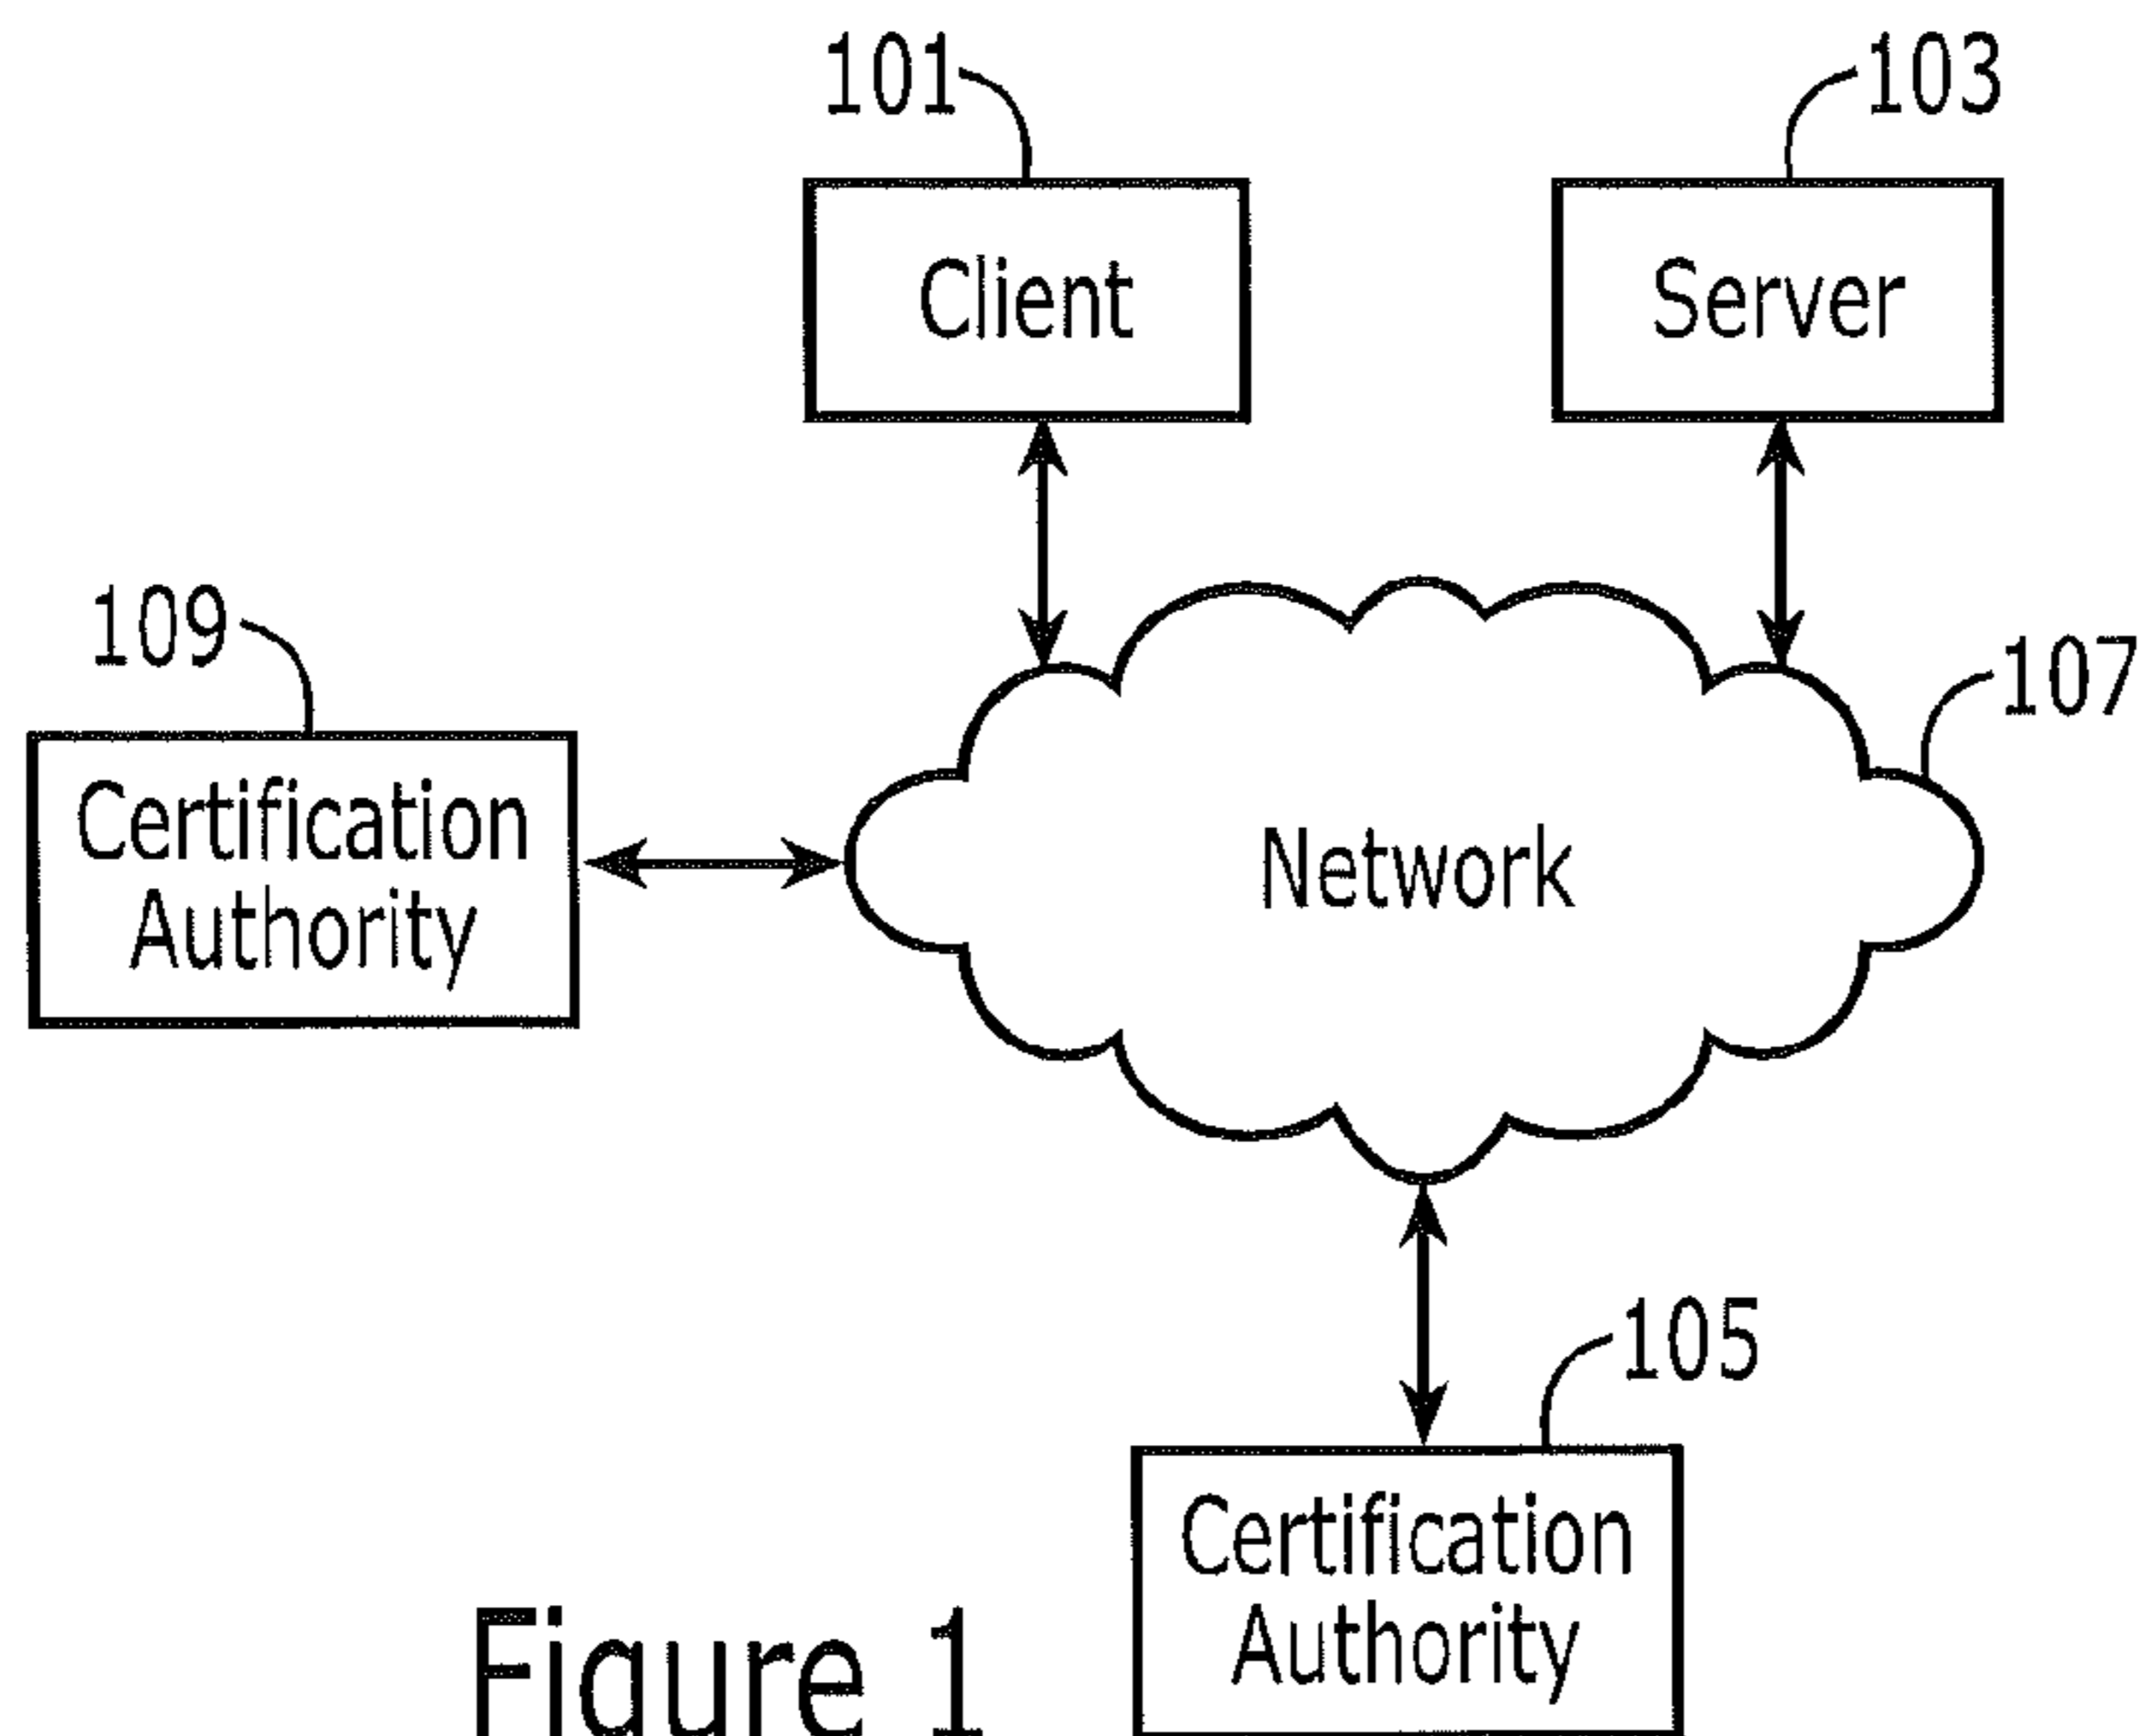 101
103
Client
Server
109
107
Certification
Authority
Network
105
Certification
Authority
Figure 1